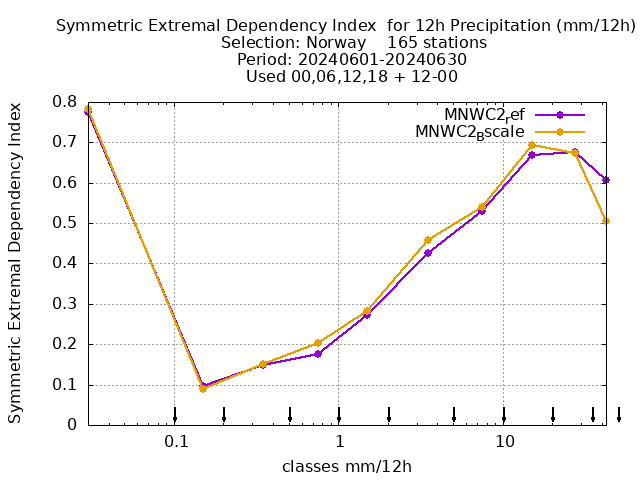 Symmetric Extremal Dependency Index  for 12h Precipitation (mm/12h)
Selection: Norway    165 stations
Period: 20240601-20240630
Used 00,06,12,18 + 12-00
Symmetric Extremal Dependency Index
0.8
0.7
0.6
0.5
0.4
0.3
0.2
0.1
0
MNWC2ref
MNWC2Bscale
0.1
1
10
classes mm/12h